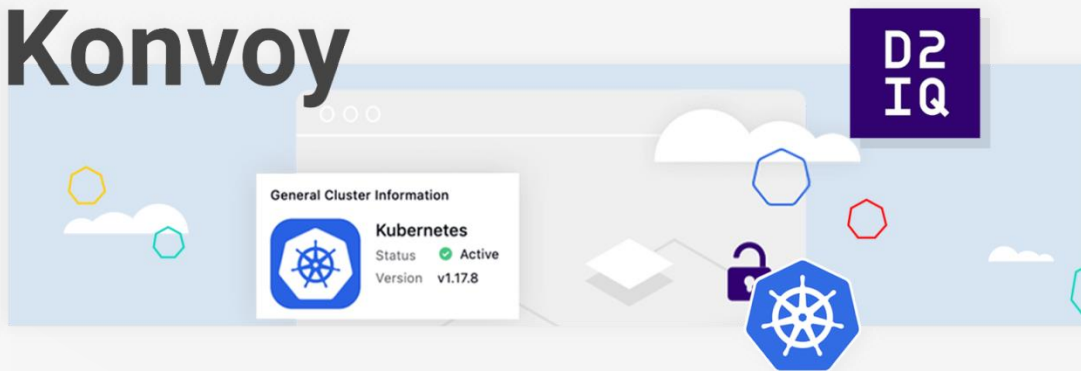 Konvoy
D2
IQ
General Cluster Information
Kubernetes
Status Active
Version v1.17.8